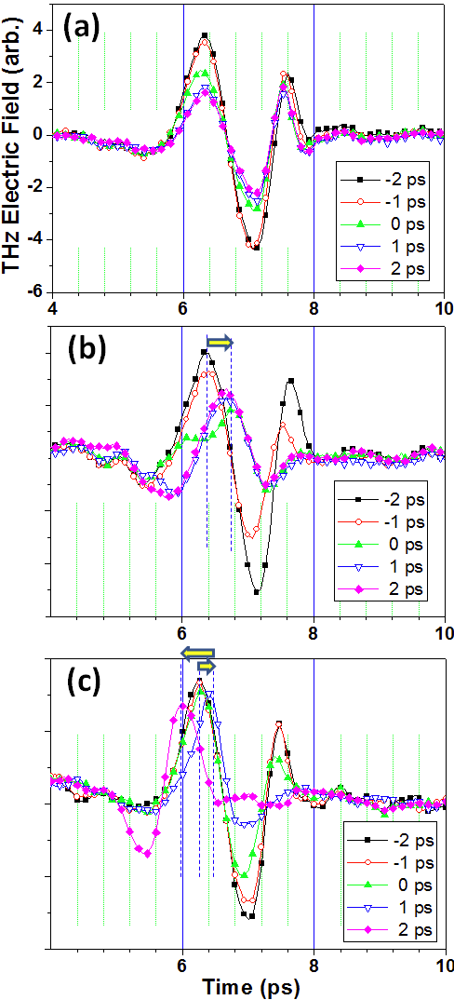 (a)
THz Electric Field (arb.)
4
2
0
-2
-4
-6
-2 ps
-1 ps
0 ps
1 ps
2 ps
4 6 8 10
(b)
-2 ps
-1 ps
0 ps
1 ps
2 ps
6 8 10
(c)
-2 ps
-1 ps
0 ps
1 ps
2 ps
6 8 10
Time (ps)